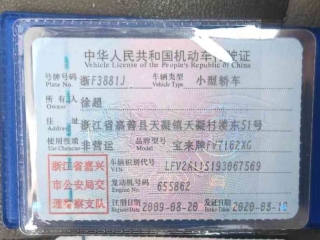 中华人民共和国机动车行驶证
Vehicle License of the People's Republic of China
号牌号码 浙F3881J 车辆类型 小型轿车
Plate No. Vehicle Type
所有人 徐超
Owner
住址 浙江省嘉善县天凝镇天凝村凌东51号
Address
使用性质 非营运 品牌型号 宝来牌FV7162XG
Use Character Model
浙江省嘉兴 车辆识别代号 LFV2A11S193067569
市公安局交 VIN
通警察支队 发动机号码 655862
Engine No.
注册日期 2009-08-20 发证日期
Register Date Issue Date